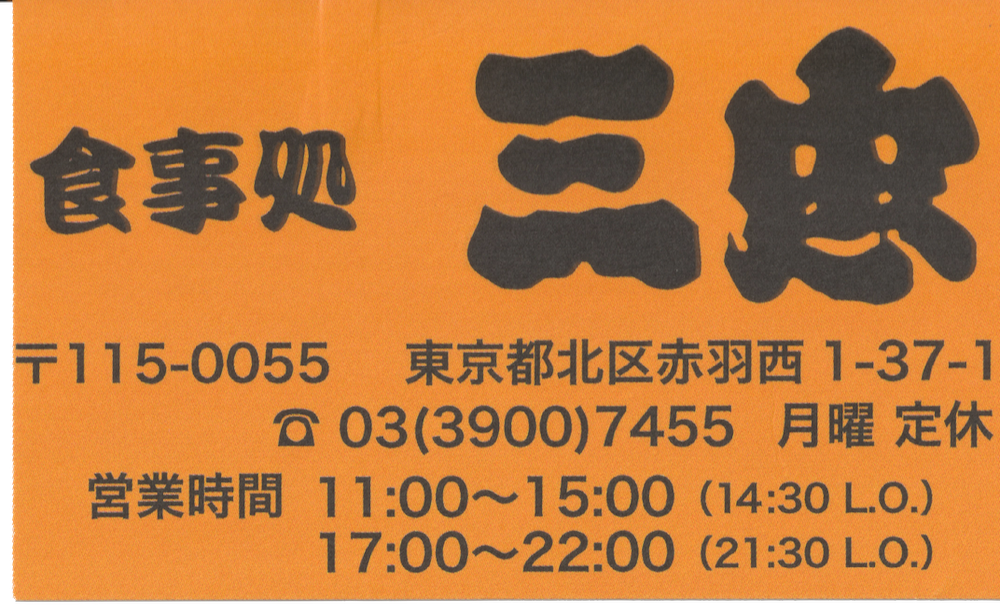 食事処 三忠
〒115-0055 東京都北区赤羽西 1-37-1
☎ 03(3900)7455 月曜 定休
営業時間 11:00～15:00 (14:30 L.O.)
17:00～22:00 (21:30 L.O.)